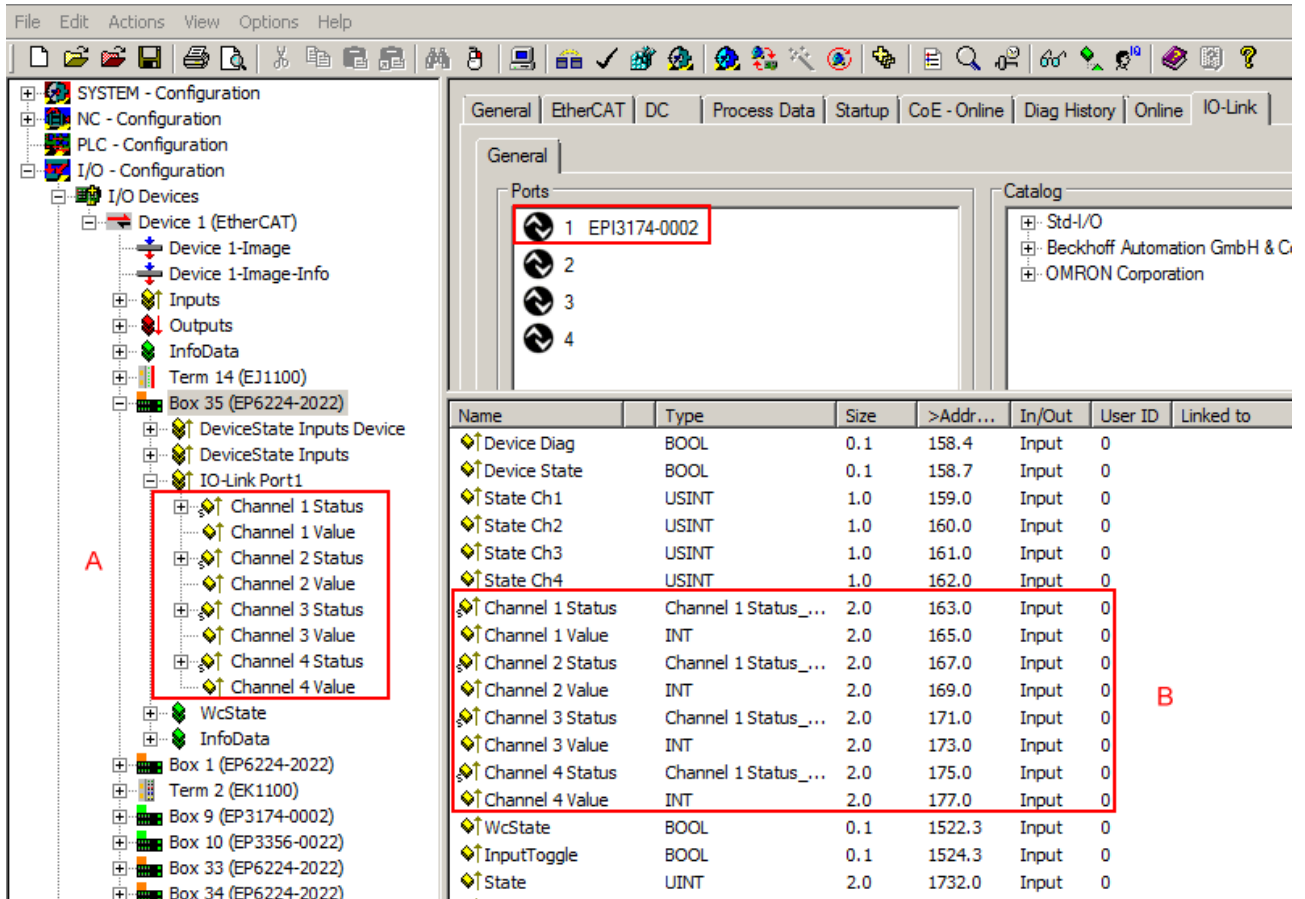 File Edit Actions View Options Help
SYSTEM - Configuration
NC - Configuration
PLC - Configuration
I/O - Configuration
I/O Devices
Device 1 (EtherCAT)
Device 1-Image
Device 1-Image-Info
Inputs
Outputs
InfoData
Term 14 (EJ1100)
Box 35 (EP6224-2022)
DeviceState Inputs Device
DeviceState Inputs
IO-Link Port1
Channel 1 Status
Channel 1 Value
Channel 2 Status
Channel 2 Value
Channel 3 Status
Channel 3 Value
Channel 4 Status
Channel 4 Value
A
WcState
InfoData
Box 1 (EP6224-2022)
Term 2 (EK1100)
Box 9 (EP3174-0002)
Box 10 (EP3356-0022)
Box 33 (EP6224-2022)
Box 34 (EP6224-2022)
General EtherCAT DC Process Data Startup CoE - Online Diag History Online IO-Link
General
Ports
1 EPI3174-0002
2
3
4
Catalog
Std-I/O
Beckhoff Automation GmbH & C
OMRON Corporation
Name Type Size >Addr... In/Out User ID Linked to
Device Diag BOOL 0.1 158.4 Input 0
Device State BOOL 0.1 158.7 Input 0
State Ch1 USINT 1.0 159.0 Input 0
State Ch2 USINT 1.0 160.0 Input 0
State Ch3 USINT 1.0 161.0 Input 0
State Ch4 USINT 1.0 162.0 Input 0
Channel 1 Status Channel 1 Status_... 2.0 163.0 Input 0
Channel 1 Value INT 2.0 165.0 Input 0
Channel 2 Status Channel 1 Status_... 2.0 167.0 Input 0
Channel 2 Value INT 2.0 169.0 Input 0
Channel 3 Status Channel 1 Status_... 2.0 171.0 Input 0
Channel 3 Value INT 2.0 173.0 Input 0
Channel 4 Status Channel 1 Status_... 2.0 175.0 Input 0
Channel 4 Value INT 2.0 177.0 Input 0
B
WcState BOOL 0.1 1522.3 Input 0
InputToggle BOOL 0.1 1524.3 Input 0
State UINT 2.0 1732.0 Input 0